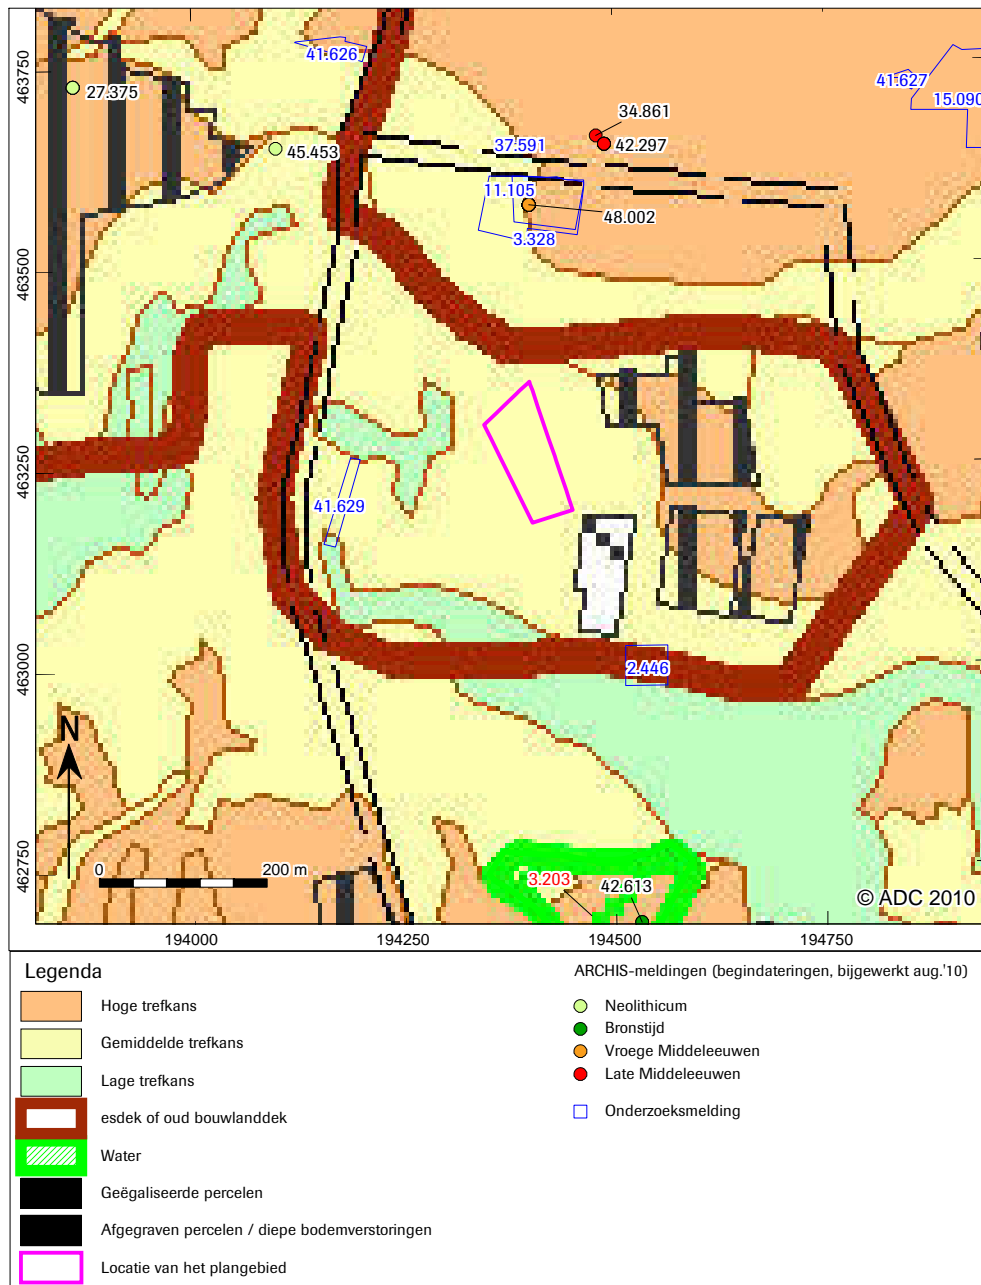 463750
463500
463250
463000
462750
41.626
27.375
45.453
37.591
34.861
42.297
41.627
15.090
11.105
48.002
3.328
41.629
2.446
N
0 200 m
3.203
42.613
© ADC 2010
194000 194250 194500 194750
Legenda
Hoge trefkans
Gemiddelde trefkans
Lage trefkans
esdek of oud bouwlanddek
Water
Geëgaliseerde percelen
Afgegraven percelen / diepe bodemverstoringen
Locatie van het plangebied
ARCHIS-meldingen (begindateringen, bijgewerkt aug.'10)
Neolithicum
Bronstijd
Vroege Middeleeuwen
Late Middeleeuwen
Onderzoeksmelding